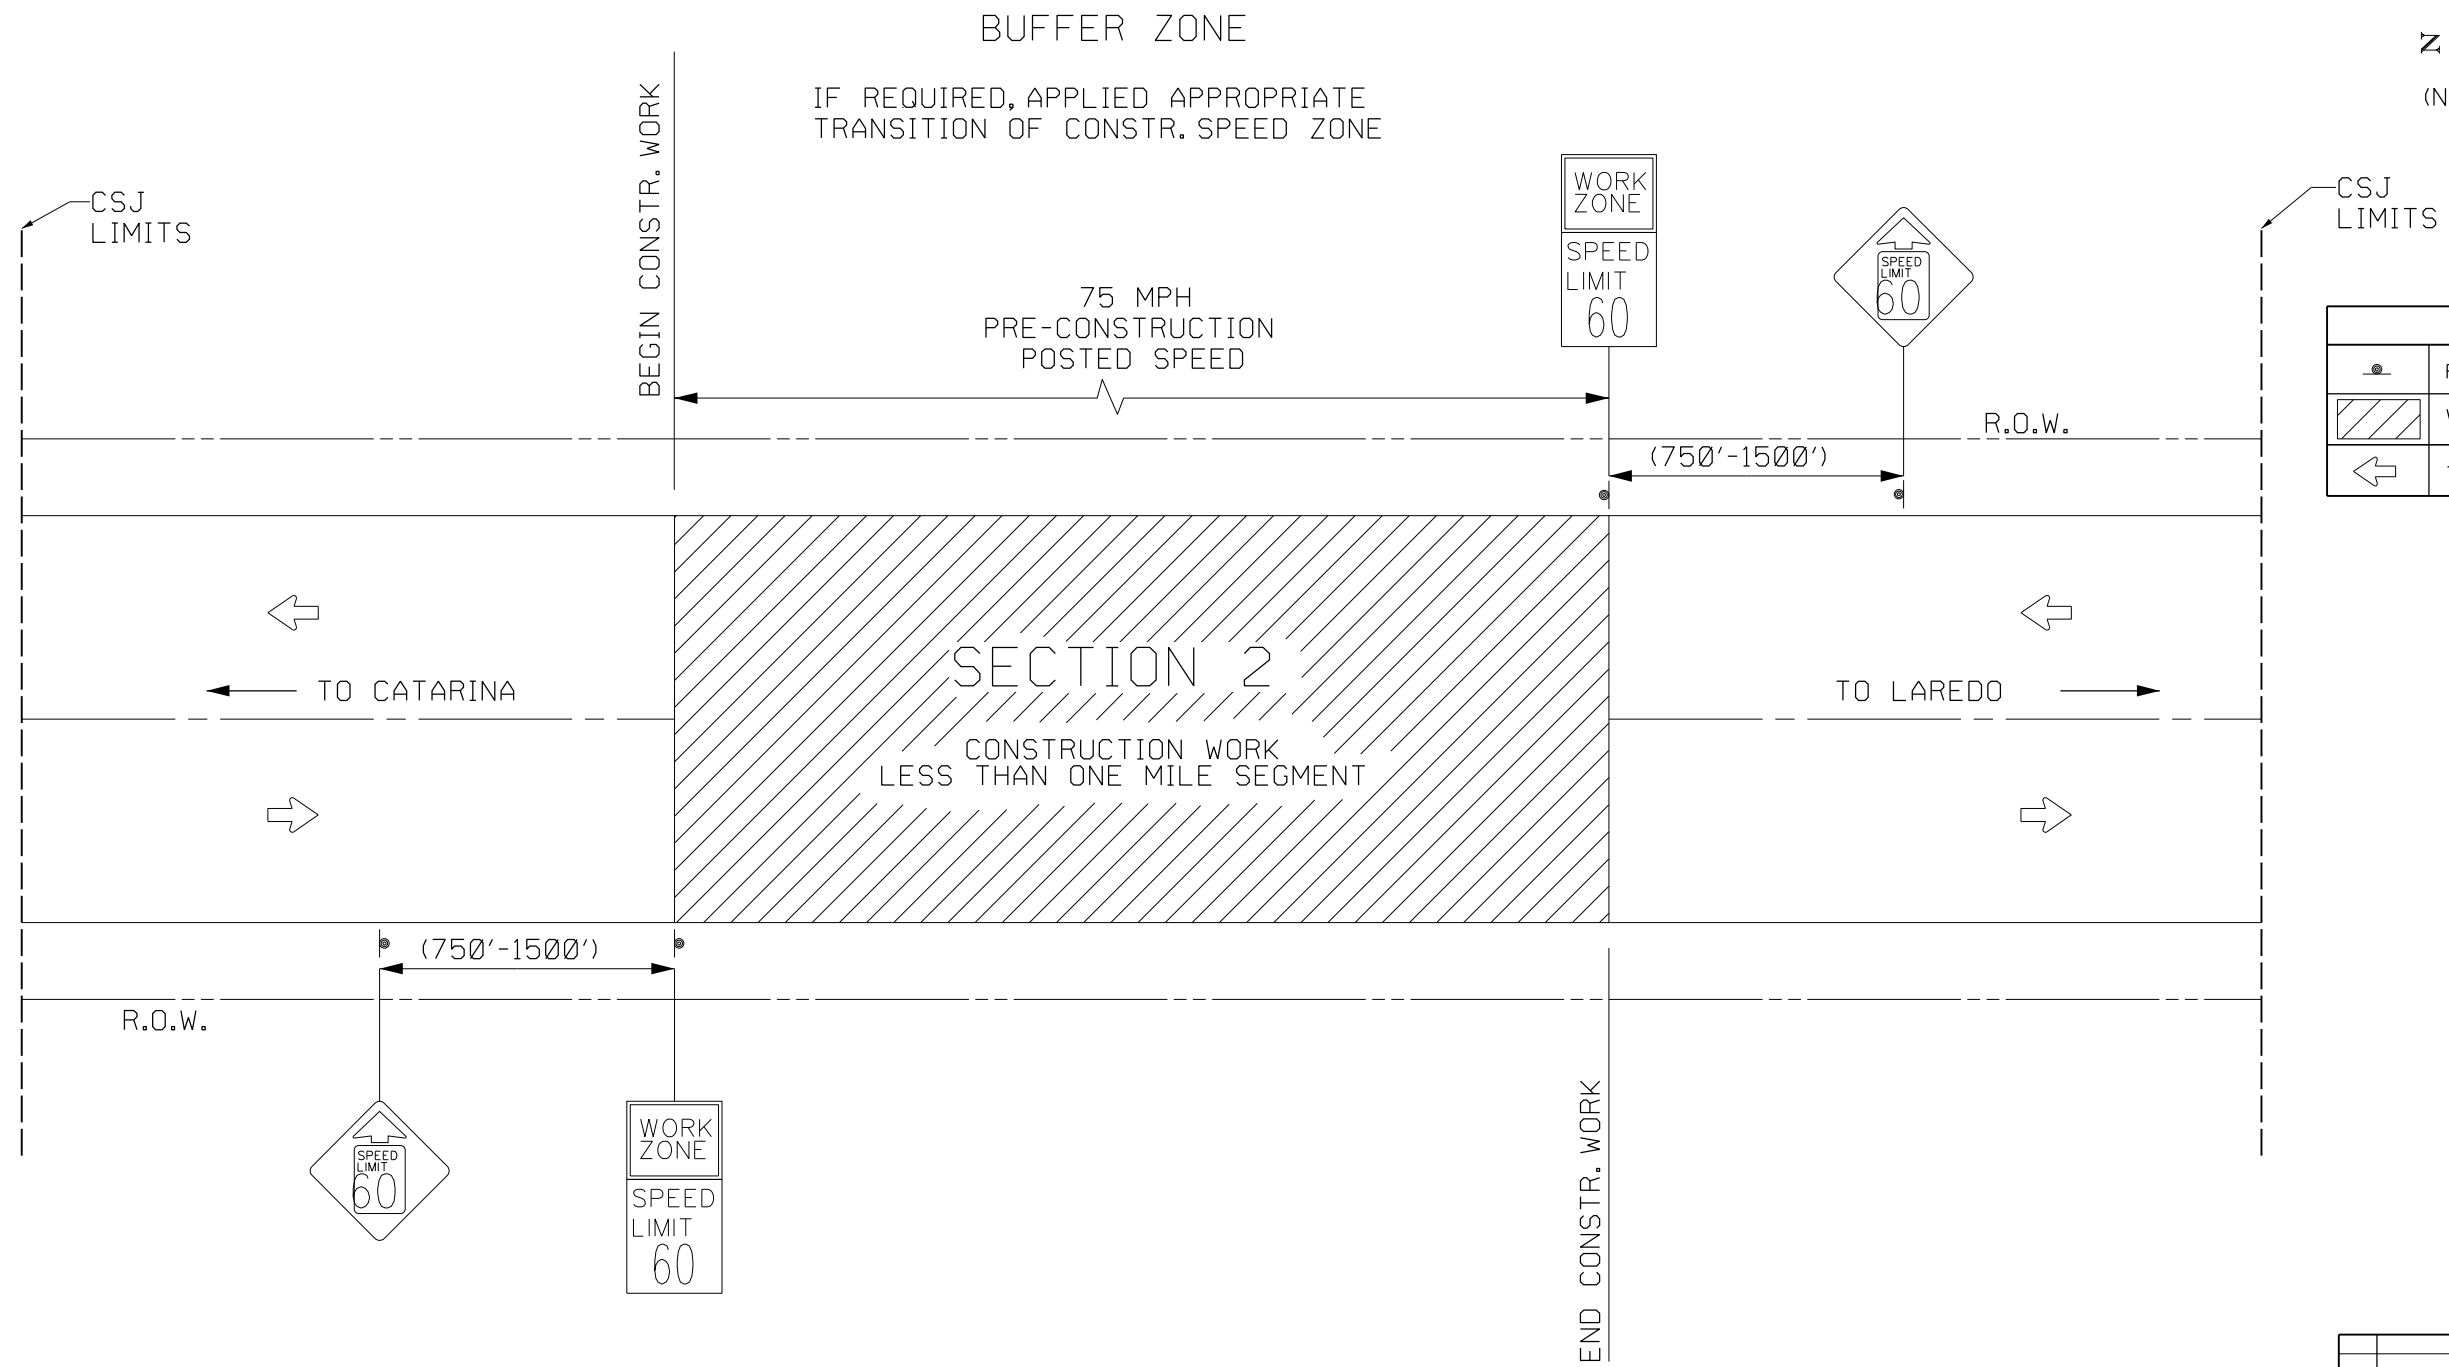 BUFFER ZONE
IF REQUIRED, APPLIED APPROPRIATE
TRANSITION OF CONSTR. SPEED ZONE
N
(N
BEGIN CONSTR. WORK
CSJ
LIMITS
WORK
ZONE
SPEED
LIMIT
60
SPEED
LIMIT
60
CSJ
LIMITS
75 MPH
PRE-CONSTRUCTION
POSTED SPEED
R.O.W.
(750'-1500')
SECTION 2
TO CATARINA
TO LAREDO
CONSTRUCTION WORK
LESS THAN ONE MILE SEGMENT
(750'-1500')
R.O.W.
SPEED
LIMIT
60
WORK
ZONE
SPEED
LIMIT
60
END CONSTR. WORK